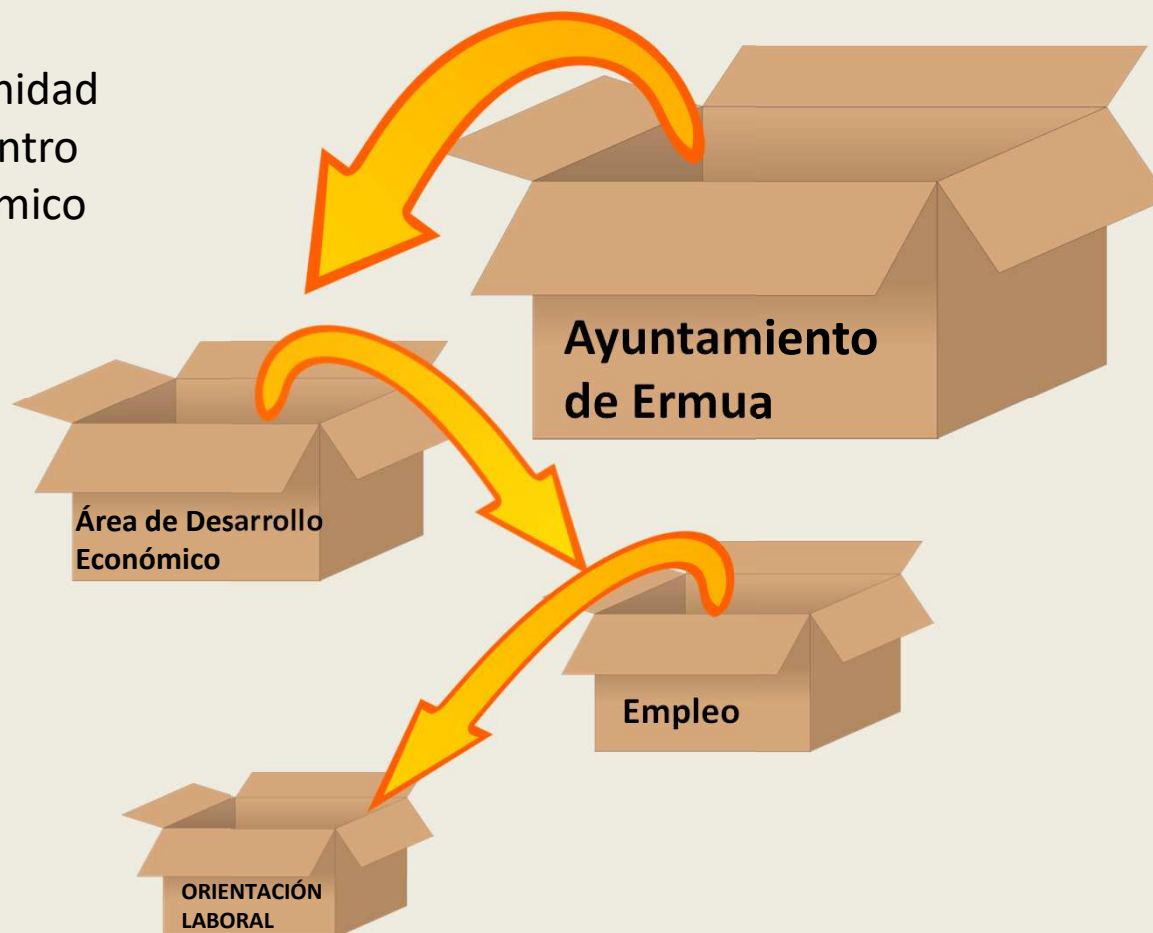 nidad
ntro
mico
Ayuntamiento
de Ermua
Área de Desarrollo
Económico
Empleo
ORIENTACIÓN
LABORAL